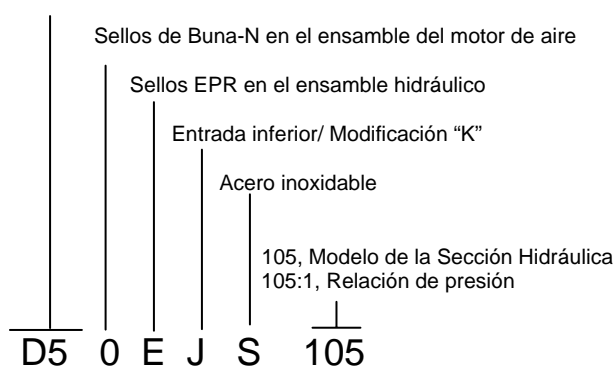 Sellos de Buna-N en el ensamble del motor de aire
Sellos EPR en el ensamble hidráulico
Entrada inferior/ Modificación “K”
Acero inoxidable
105, Modelo de la Sección Hidráulica
105:1, Relación de presión
D5 0 E J S 105